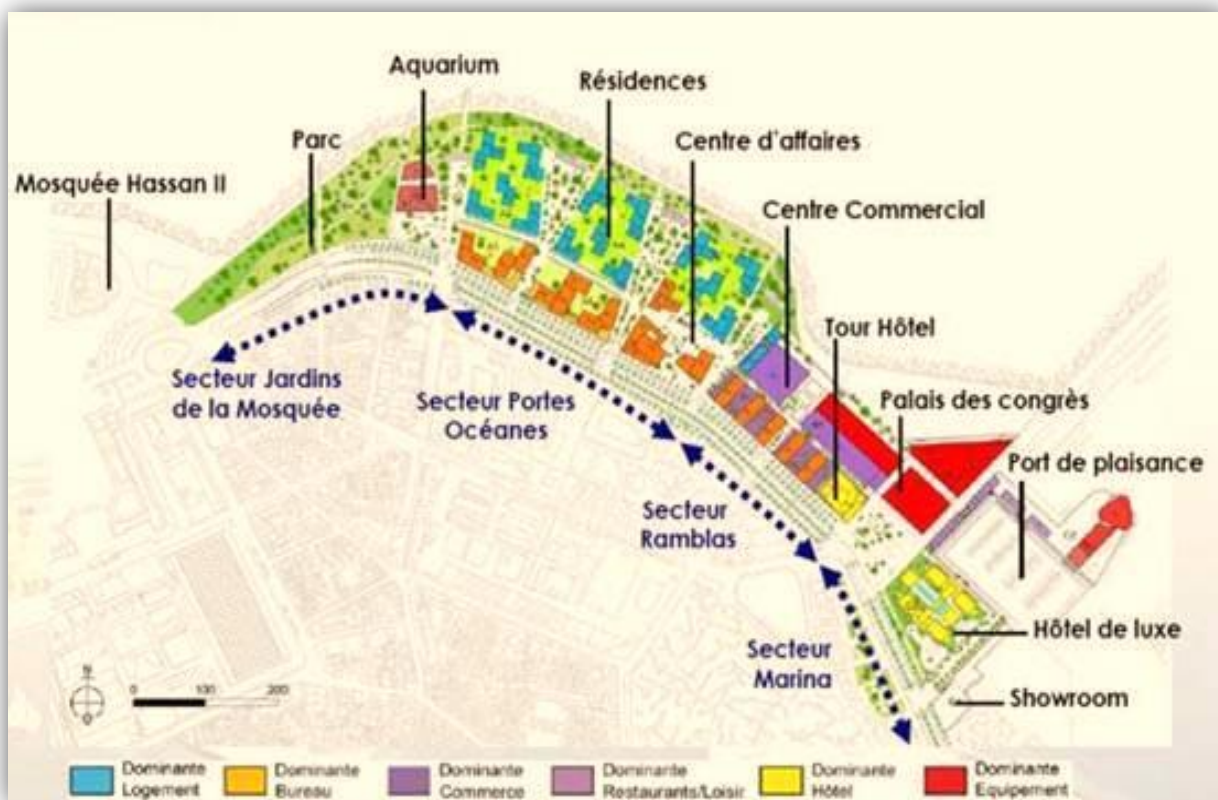 Aquarium
Résidences
Parc
Centre d'affaires
Mosquée Hassan II
Centre Commercial
Tour Hôtel
Secteur Jardins
de la Mosquée
Secteur Portes
Océanes
Palais des congrès
Port de plaisance
Secteur
Ramblas
Hôtel de luxe
Secteur
Marina
Showroom
0 100 200
Dominante
Logement
Dominante
Bureau
Dominante
Commerce
Dominante
Restaurants/Loisir
Dominante
Hôtel
Dominante
Equipement